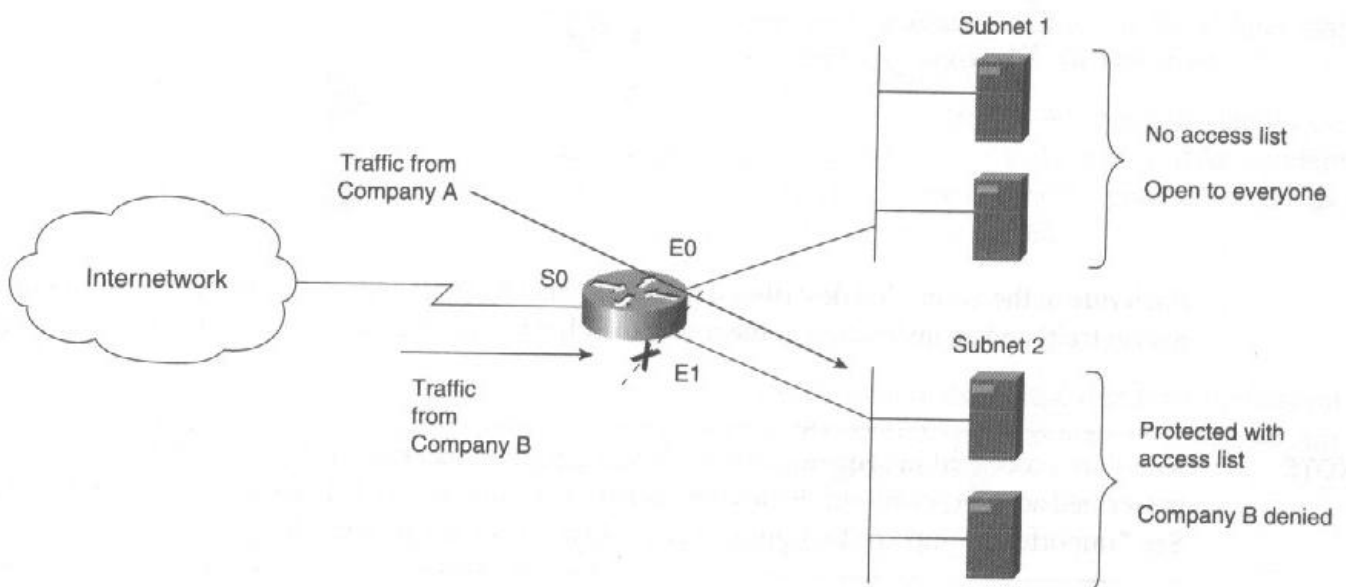 Subnet 1
Traffic from
Company A
No access list
Open to everyone
E0
S0
Internetwork
E1
Traffic
from
Company B
Subnet 2
Protected with
access list
Company B denied